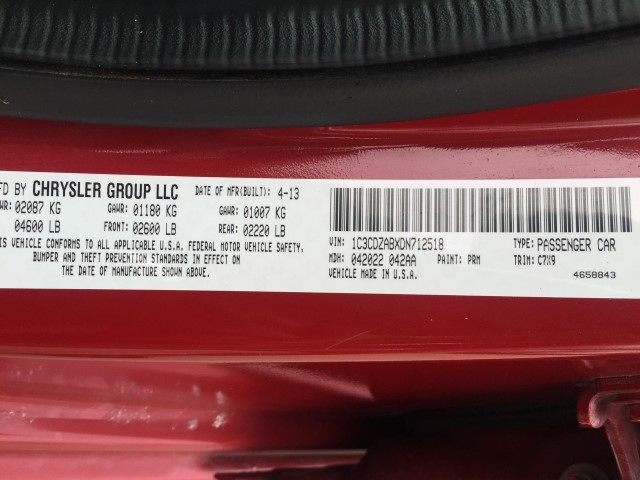 FD BY CHRYSLER GROUP LLC DATE OF MFR(BUILT): 4-13
WR: 02087 KG GAWR: 01180 KG GAWR: 01007 KG
04600 LB FRONT: 02600 LB REAR: 02220 LB
IS VEHICLE CONFORMS TO ALL APPLICABLE U.S.A. FEDERAL MOTOR VEHICLE SAFETY,
BUMPER AND THEFT PREVENTION STANDARDS IN EFFECT ON
THE DATE OF MANUFACTURE SHOWN ABOVE.
VIN: 1C3CDZABXDN712518 TYPE: PASSENGER CAR
MDH: 042022 042AA PAINT: PRM TRIM: C7X9
VEHICLE MADE IN U.S.A. 4658843